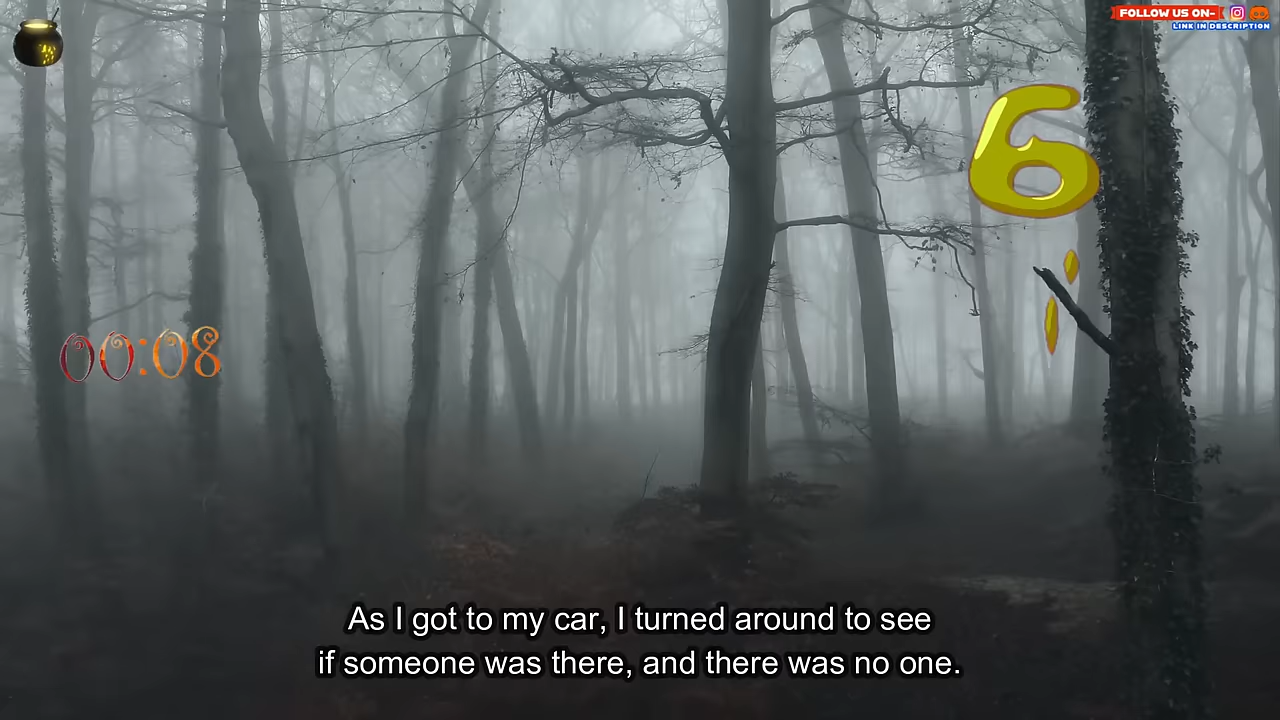 FOLLOW US ON-
LINK IN DESCRIPTION
6
00:08
As I got to my car, I turned around to see
if someone was there, and there was no one.